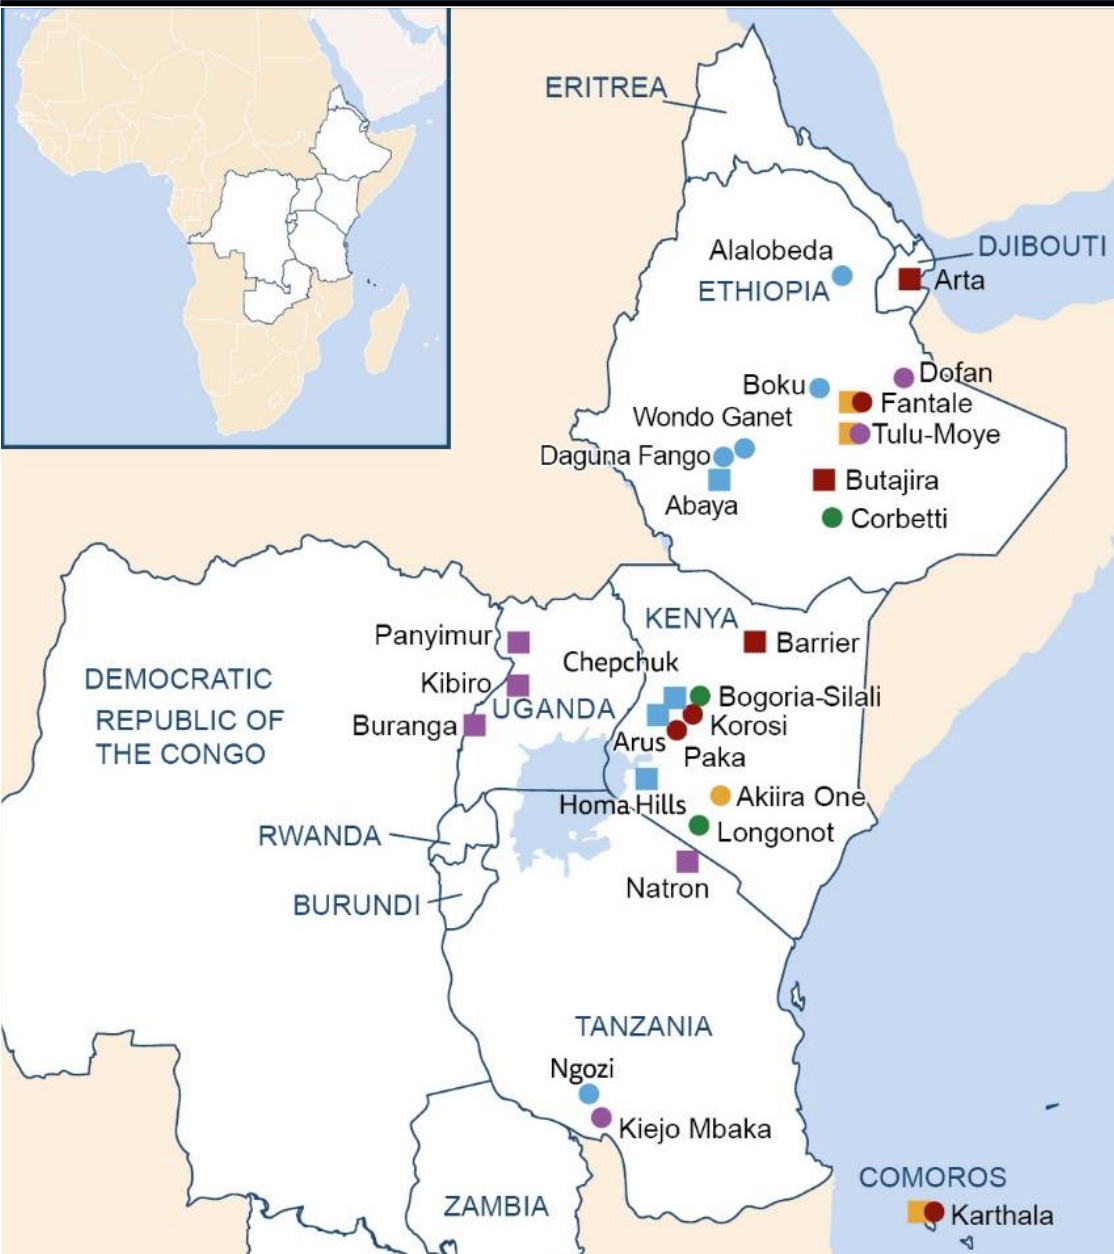 ERITREA
DJIBOUTI
Alalobeda
ETHIOPIA
Arta
Dofan
Boku
Fantale
Wondo Ganet
Tulu-Moye
Daguna Fango
Butajira
Abaya
Corbetti
KENYA
Panyimur
Barrier
Chepchuk
DEMOCRATIC
REPUBLIC OF
THE CONGO
Kibiro
Bogoria-Silali
UGANDA
Buranga
Korosi
Arus
Paka
Homa Hills
Akiira One
RWANDA
Longonot
Natron
BURUNDI
TANZANIA
Ngozi
Kiejo Mbaka
COMOROS
ZAMBIA
Karthala